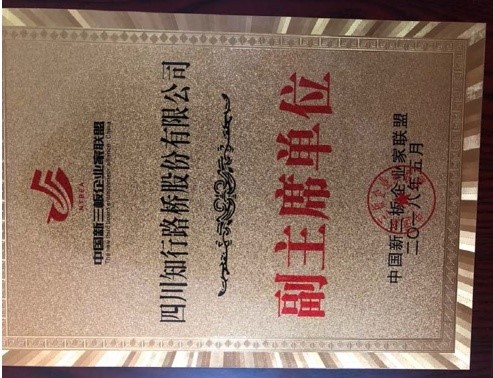 NTBEA
中国新三板企业家联盟
四川知行路桥股份有限公司
副主席单位
中国新三板企业家联盟
二〇一八年五月